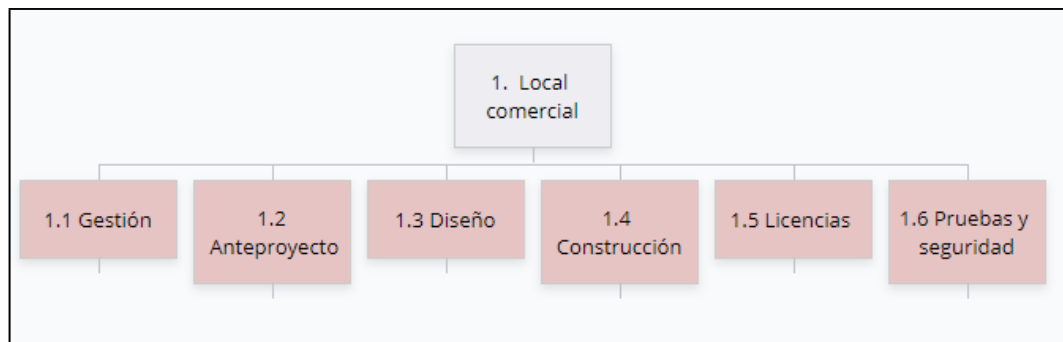 1. Local
comercial
1.1 Gestión
1.2
Anteproyecto
1.3 Diseño
1.4
Construcción
1.5 Licencias
1.6 Pruebas y
seguridad